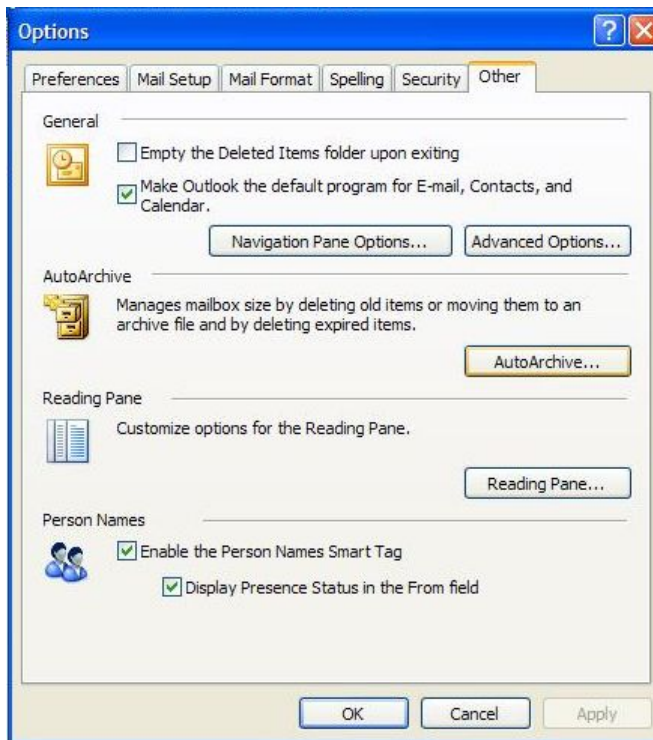 Options
Preferences Mail Setup Mail Format Spelling Security Other
General
Empty the Deleted Items folder upon exiting
Make Outlook the default program for E-mail, Contacts, and
Calendar.
Navigation Pane Options... Advanced Options...
AutoArchive
Manages mailbox size by deleting old items or moving them to an
archive file and by deleting expired items.
AutoArchive...
Reading Pane
Customize options for the Reading Pane.
Reading Pane...
Person Names
Enable the Person Names Smart Tag
Display Presence Status in the From field
OK Cancel Apply